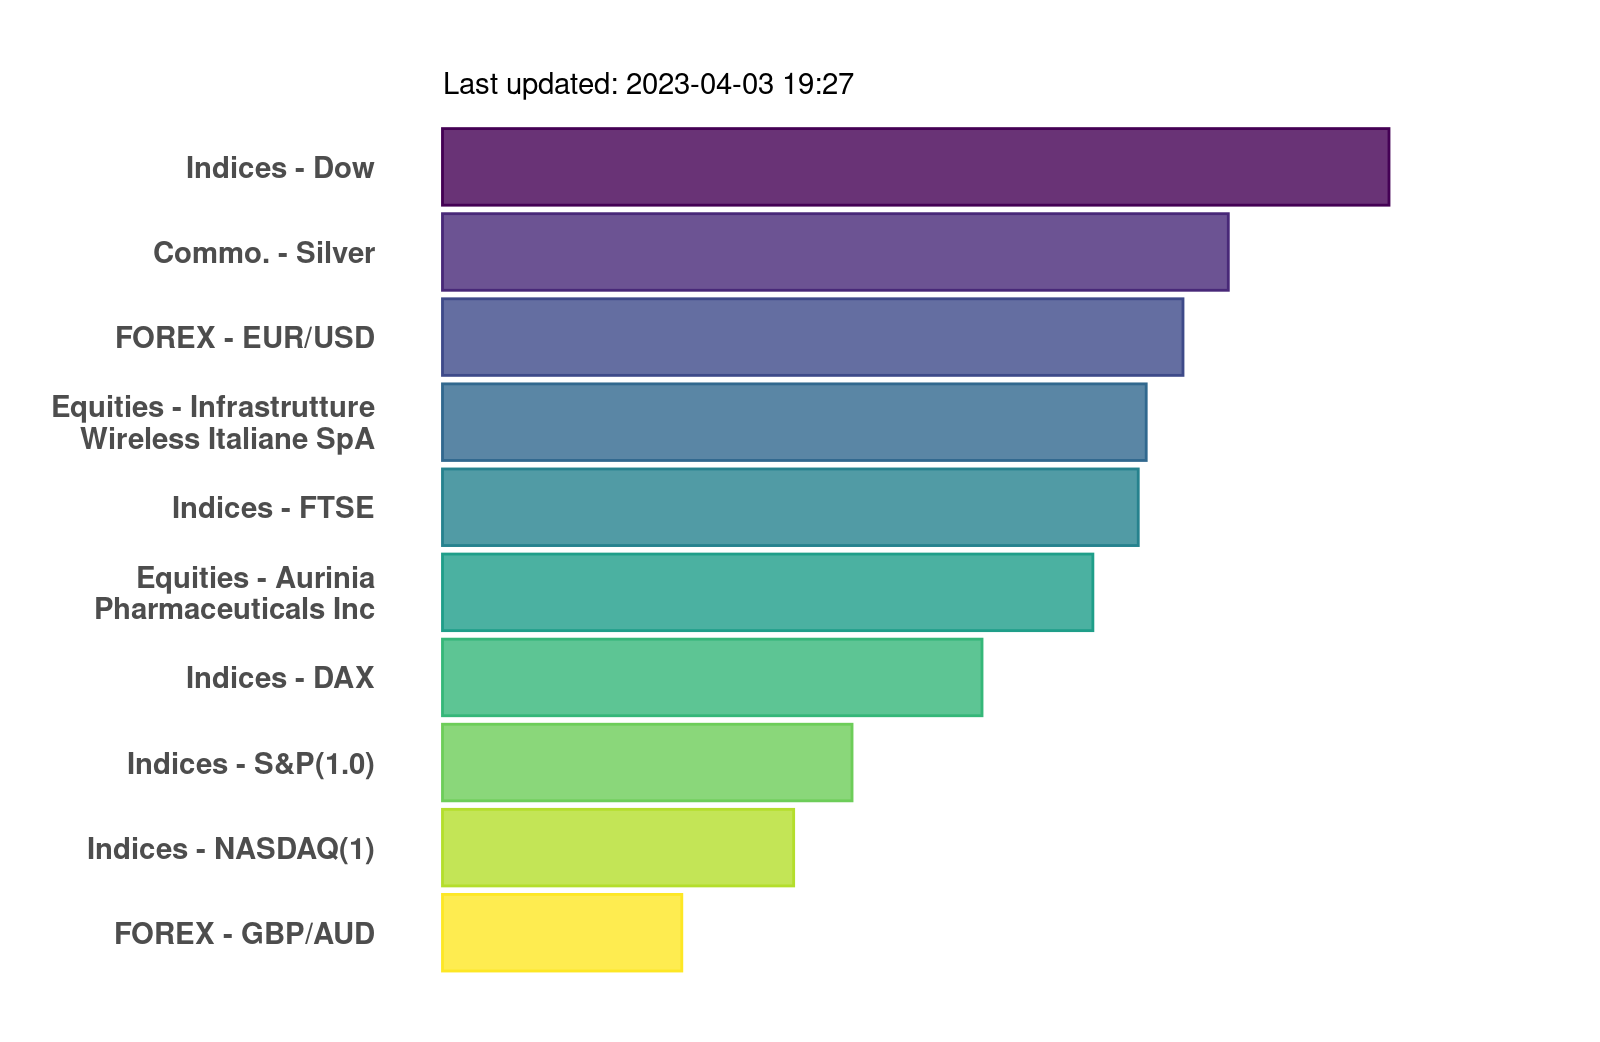 Last updated: 2023-04-03 19:27
Indices - Dow
Commo. - Silver
FOREX - EUR/USD
Equities - Infrastrutture
Wireless Italiane SpA
Indices - FTSE
Equities - Aurinia
Pharmaceuticals Inc
Indices - DAX
Indices - S&P(1.0)
Indices - NASDAQ(1)
FOREX - GBP/AUD